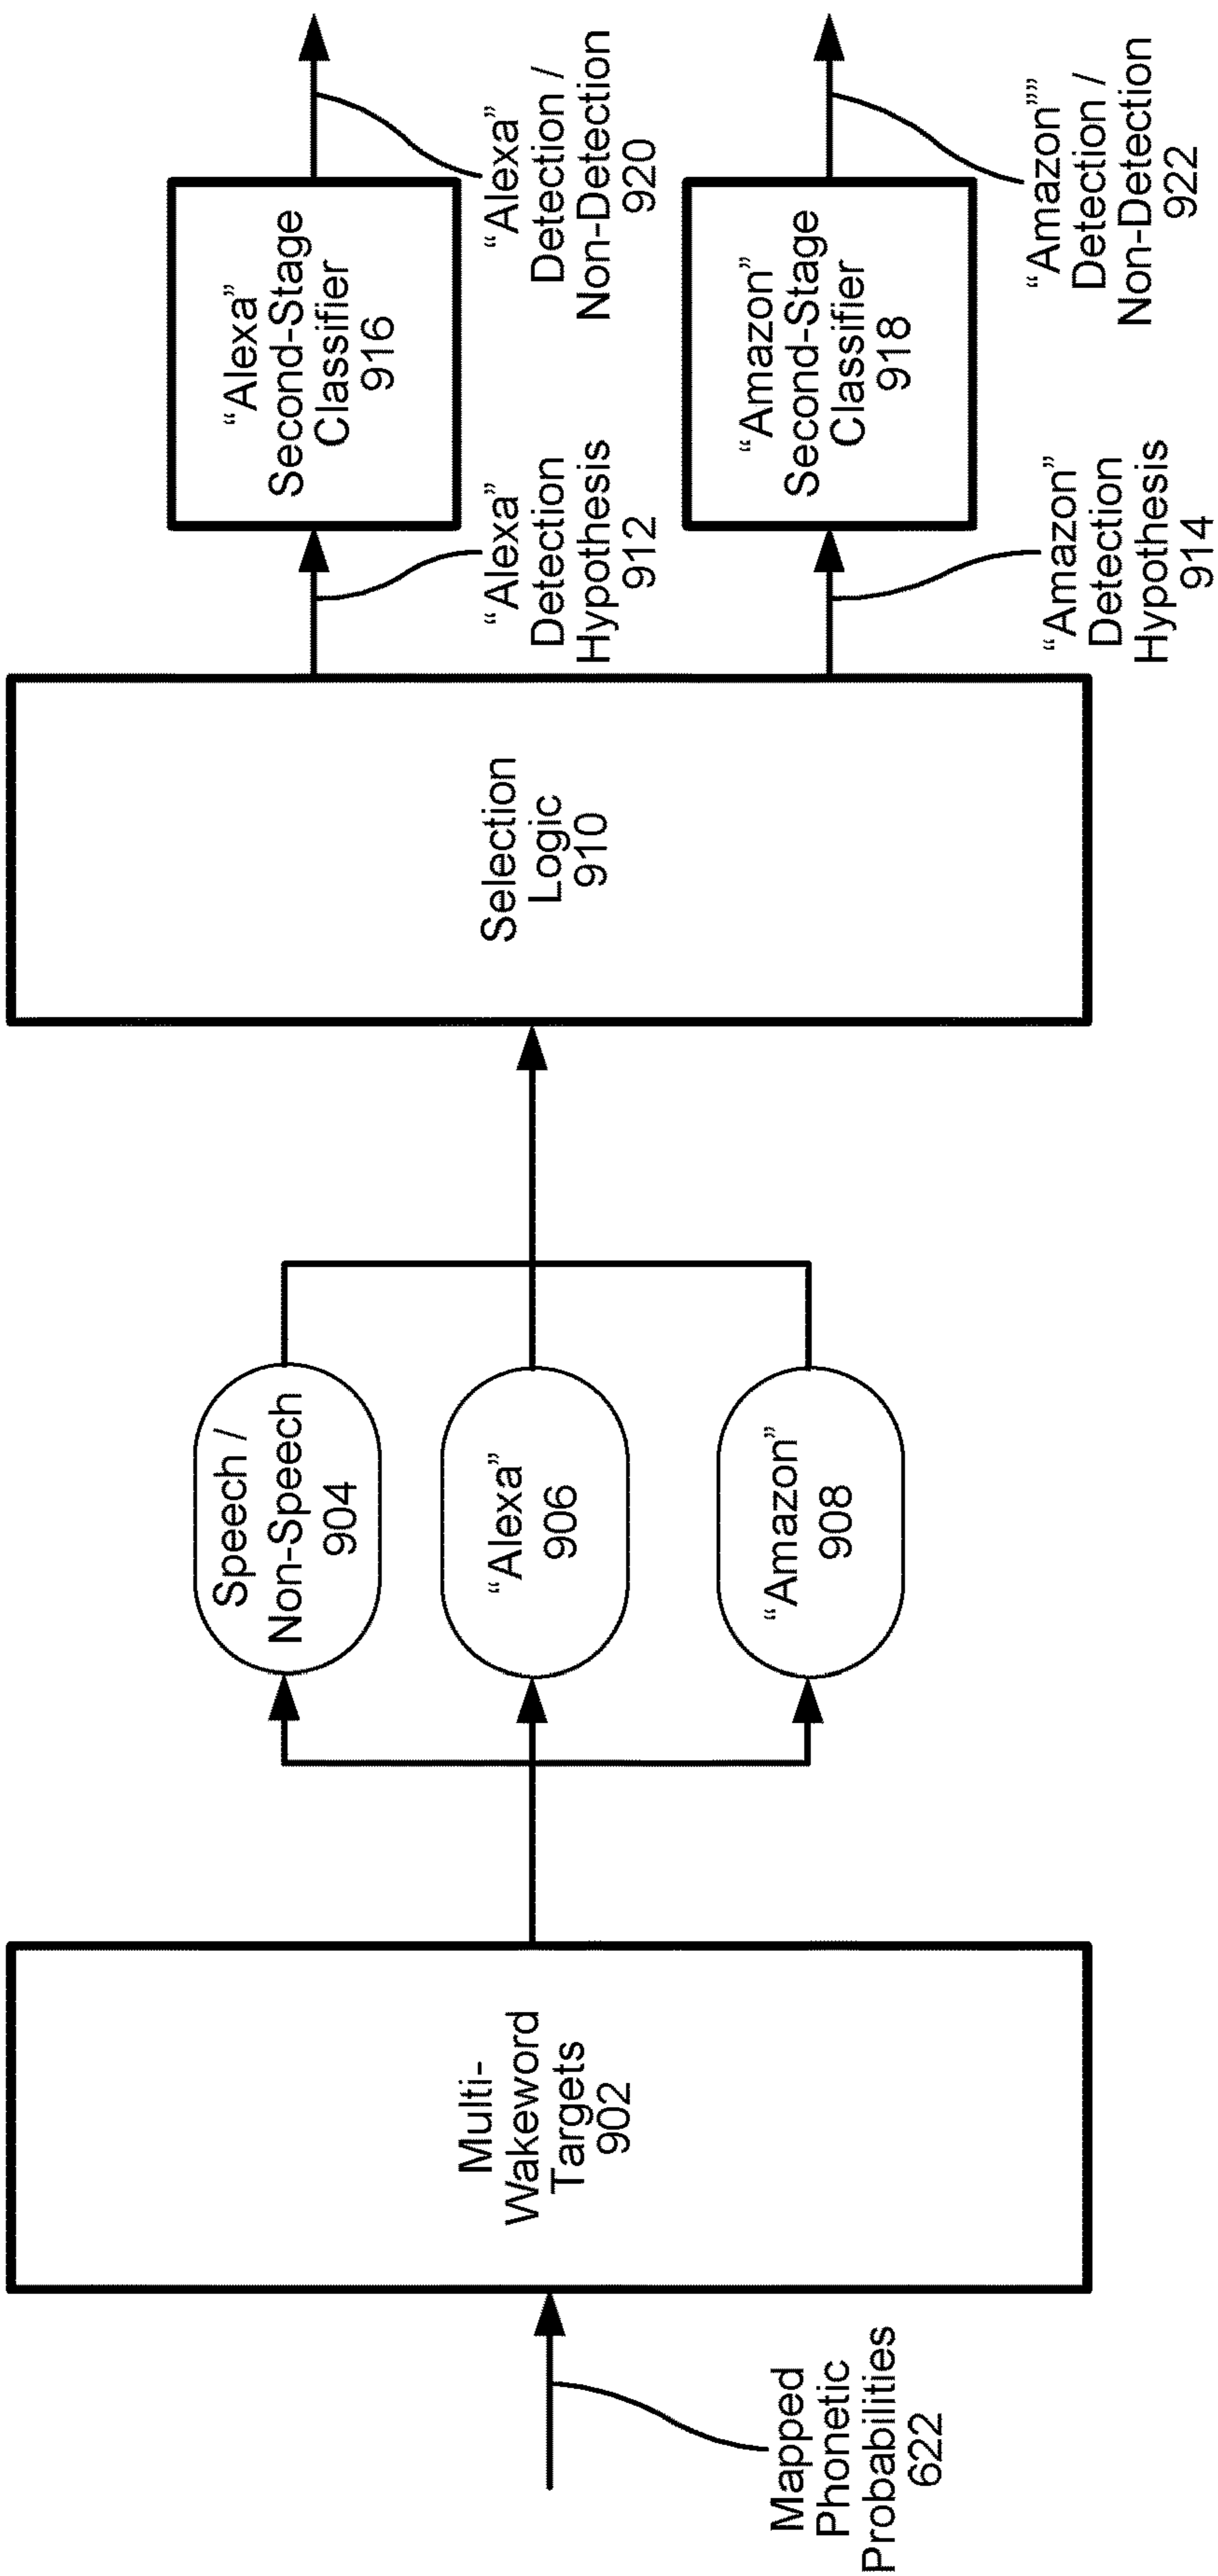 Mapped
Phonetic
Probabilities
622
Multi-
Wakeword
Targets
902
Speech /
Non-Speech
904
“Alexa”
906
“Amazon”
908
Selection
Logic
910
“Alexa”
Detection
Hypothesis
912
“Amazon”
Detection
Hypothesis
914
“Alexa”
Second-Stage
Classifier
916
“Amazon”
Second-Stage
Classifier
918
“Alexa”
Detection /
Non-Detection
920
“Amazon””
Detection /
Non-Detection
922